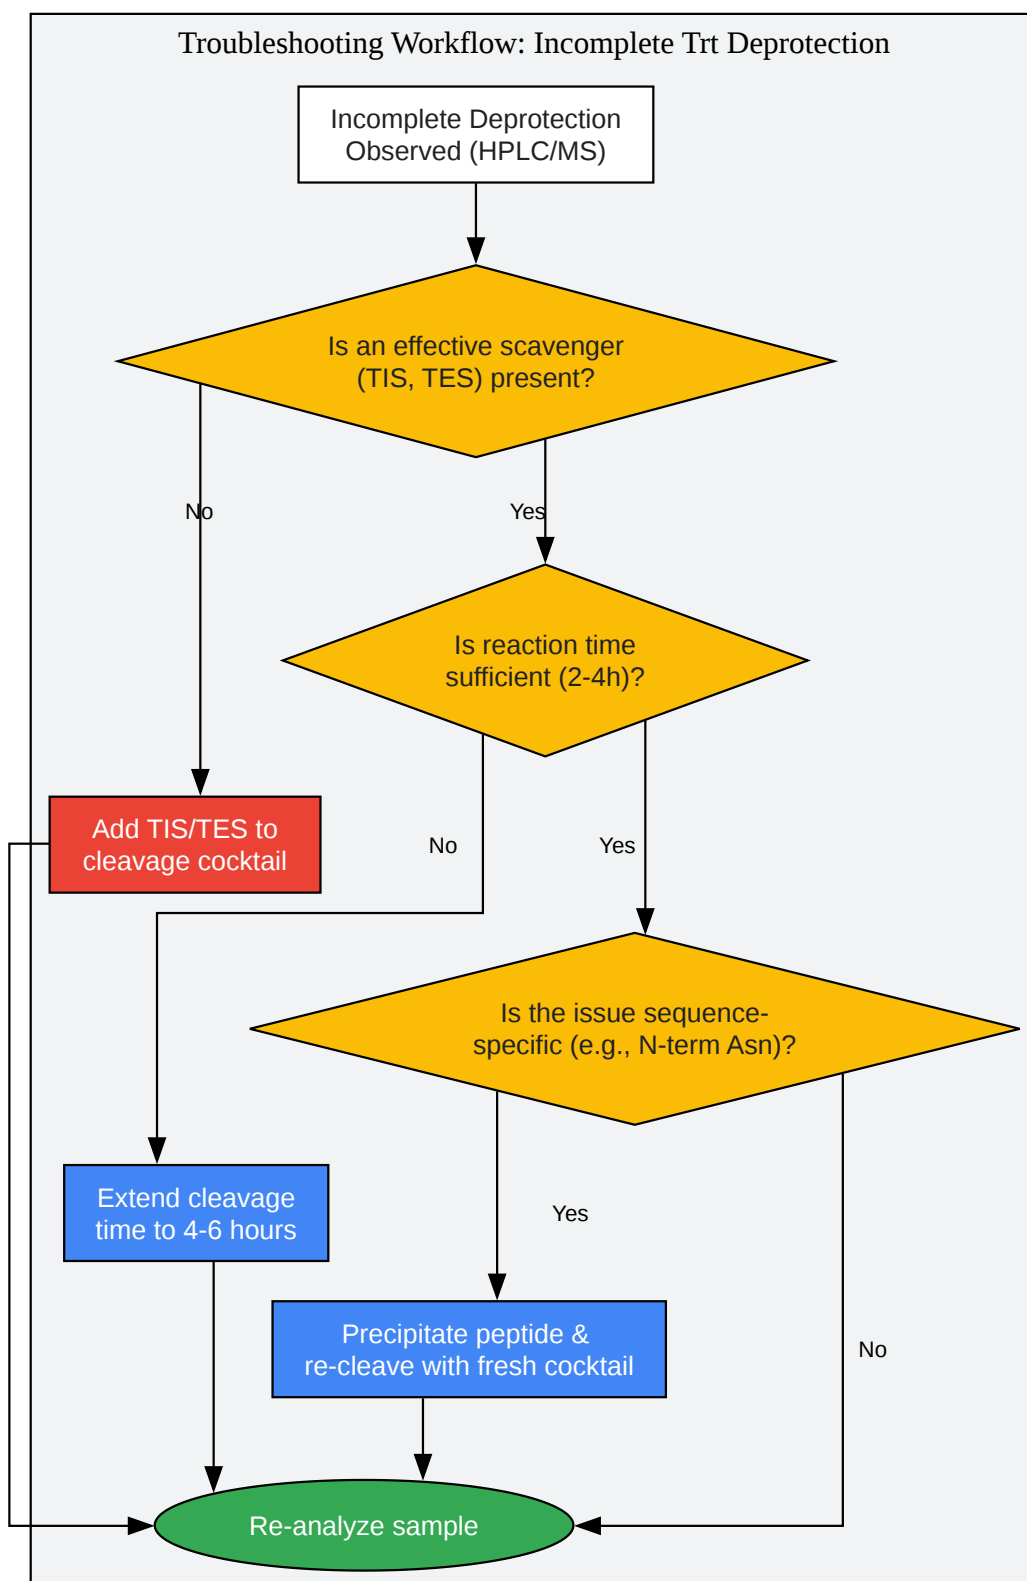 Troubleshooting Workflow: Incomplete Trt Deprotection
Incomplete Deprotection
Observed (HPLC/MS)
Is an effective scavenger
(TIS, TES) present?
No
Yes
Is reaction time
sufficient (2-4h)?
Add TIS/TES to
cleavage cocktail
No
Yes
Is the issue sequence-
specific (e.g., N-term Asn)?
Extend cleavage
time to 4-6 hours
Yes
Precipitate peptide &
re-cleave with fresh cocktail
No
Re-analyze sample